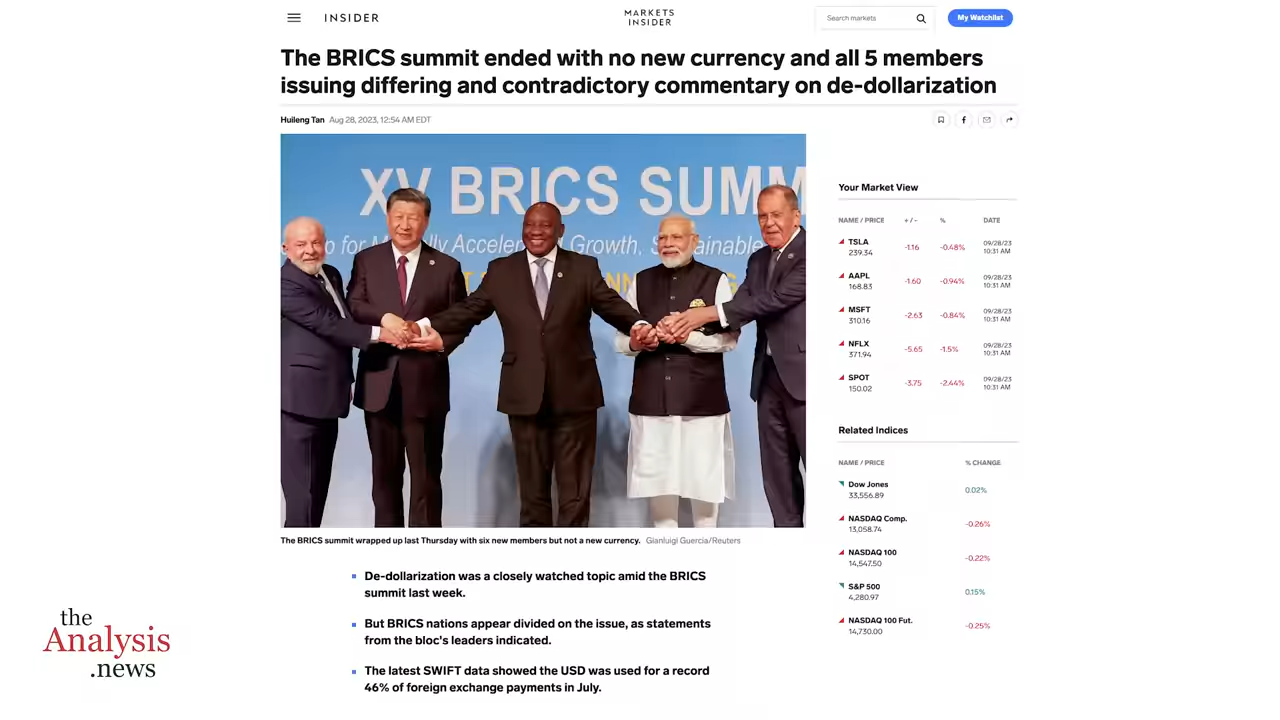 INSIDER
MARKETS
INSIDER
Search markets
My Watchlist
The BRICS summit ended with no new currency and all 5 members
issuing differing and contradictory commentary on de-dollarization
Huileng Tan Aug 28, 2023, 12:54 AM EDT
XV BRICS SUMM
The BRICS summit wrapped up last Thursday with six new members but not a new currency. Gianluigi Guercia/Reuters
De-dollarization was a closely watched topic amid the BRICS
summit last week.
But BRICS nations appear divided on the issue, as statements
from the bloc's leaders indicated.
The latest SWIFT data showed the USD was used for a record
46% of foreign exchange payments in July.
Your Market View
NAME / PRICE +/- % DATE
TSLA -1.16 -0.48% 09/28/23
239.34 10:31 AM
AAPL -1.60 -0.94% 09/28/23
168.83 10:31 AM
MSFT -2.63 -0.84% 09/28/23
310.16 10:31 AM
NFLX -5.65 -1.5% 09/28/23
371.94 10:31 AM
SPOT -3.75 -2.44% 09/28/23
150.02 10:31 AM
Related Indices
NAME / PRICE % CHANGE
Dow Jones 0.02%
33,556.89
NASDAQ Comp. -0.26%
13,058.74
NASDAQ 100 -0.22%
14,547.50
S&P 500 0.15%
4,280.97
NASDAQ 100 Fut. -0.25%
14,730.00
the
Analysis
.news